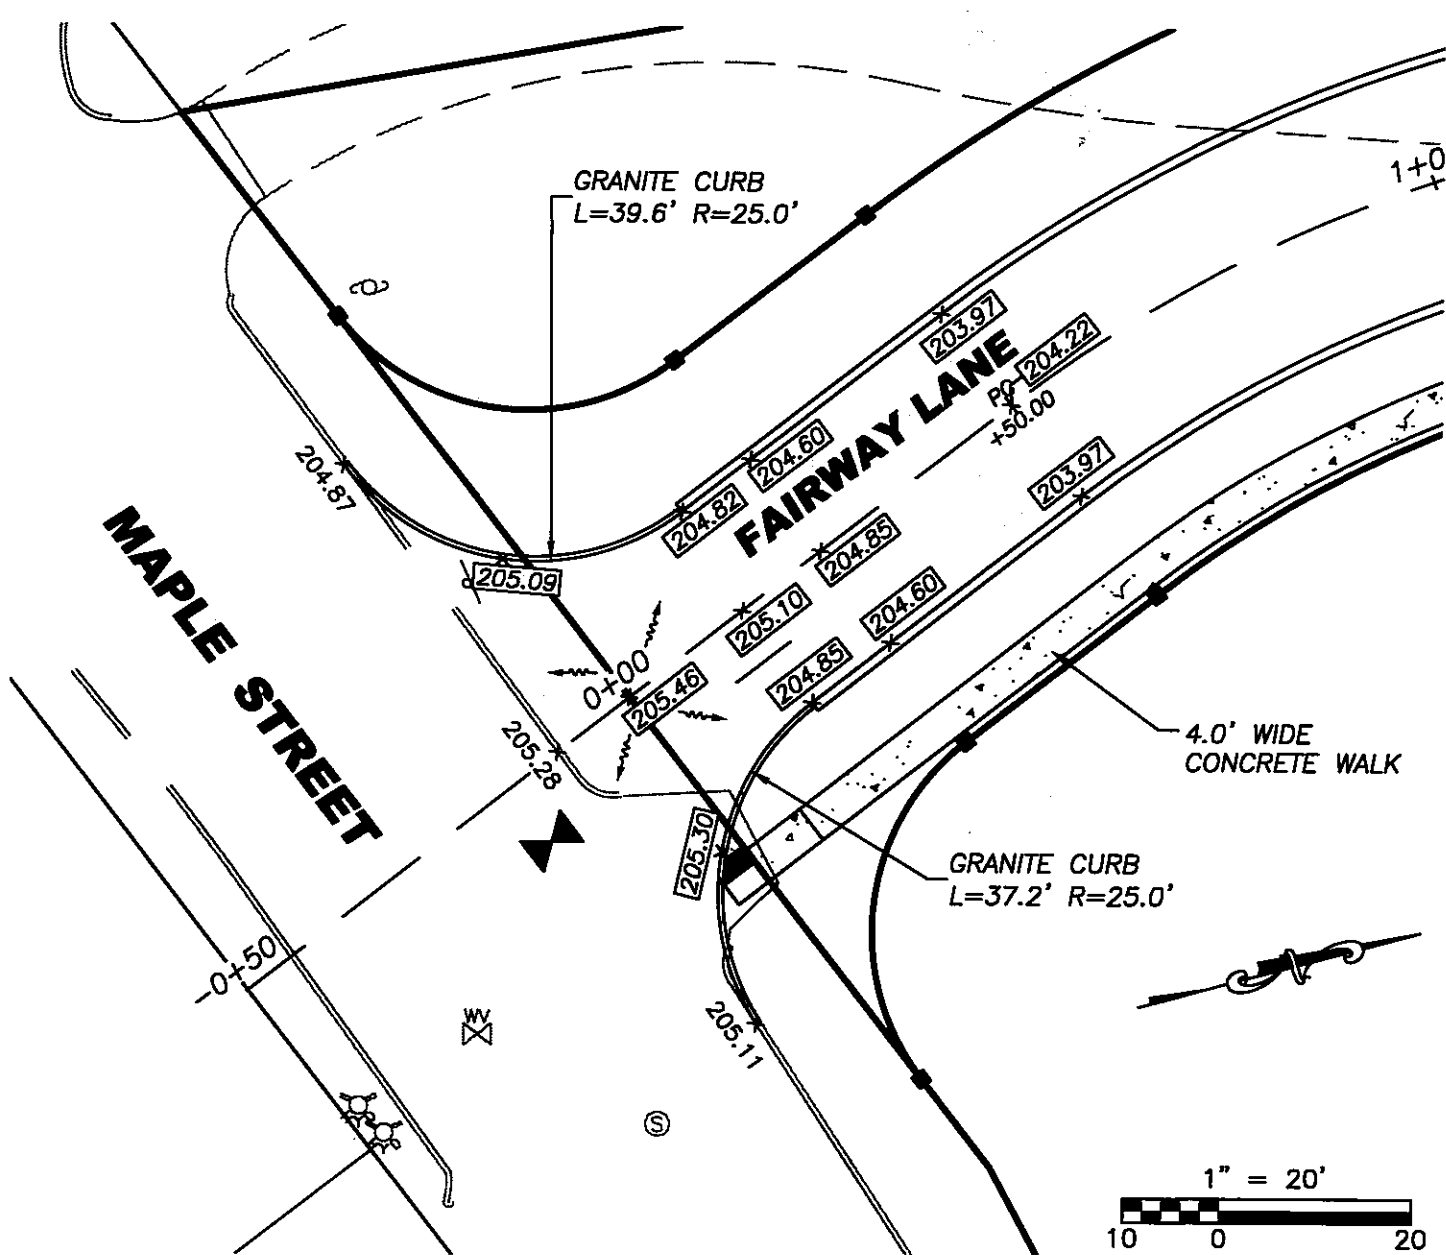 GRANITE CURB
L=39.6' R=25.0'
1+0
203.97
204.22
PC
+50.00
FAIRWAY LANE
204.60
204.82
204.87
203.97
204.85
205.09
205.10
204.60
MAPLE STREET
0+00
205.46
204.85
205.28
4.0' WIDE
CONCRETE WALK
205.30
GRANITE CURB
L=37.2' R=25.0'
-0+50
WV
205.11
S
1" = 20'
10 0 20